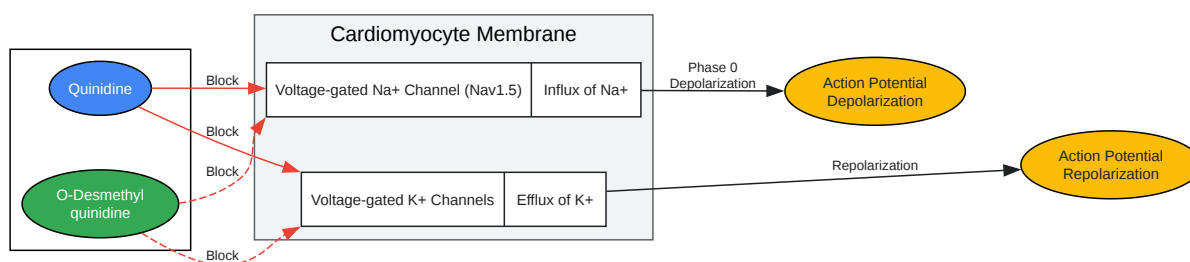 Cardiomyocyte Membrane
Quinidine
Block
Voltage-gated Na+ Channel (Nav1.5)
Influx of Na+
Phase 0
Depolarization
Action Potential
Depolarization
Block
Block
O-Desmethyl
quinidine
Voltage-gated K+ Channels
Efflux of K+
Repolarization
Action Potential
Repolarization
Block